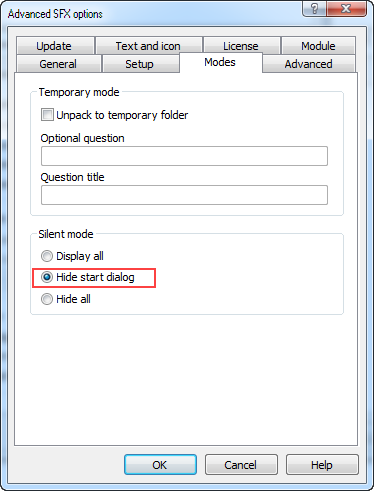 Advanced SFX options
Update Text and icon License Module
General Setup Modes Advanced
Temporary mode
Unpack to temporary folder
Optional question
Question title
Silent mode
Display all
Hide start dialog
Hide all
OK Cancel Help